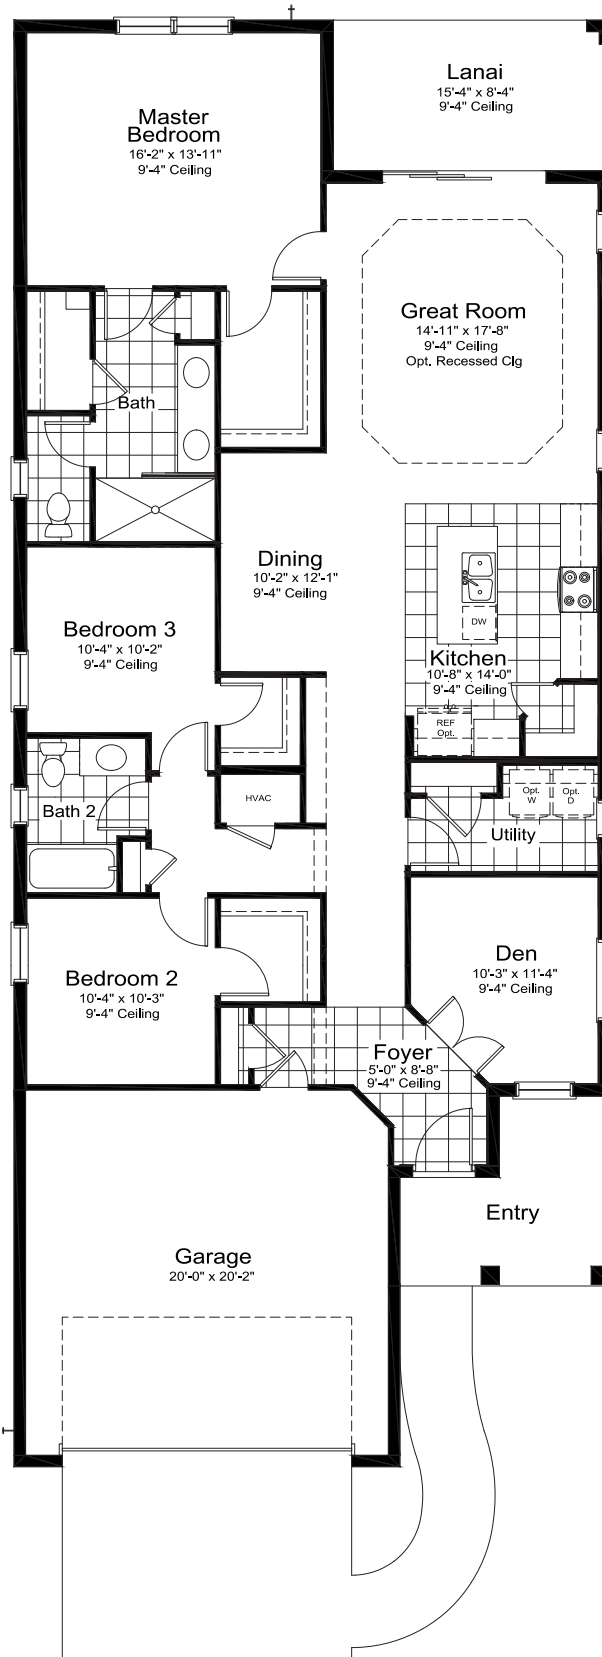 Lanai
15'-4" x 8'-4"
9'-4" Ceiling
Master
Bedroom
16'-2" x 13'-11"
9'-4" Ceiling
Great Room
14'-11" x 17'-8"
9'-4" Ceiling
Opt. Recessed Clg
Bath
Dining
10'-2" x 12'-1"
9'-4" Ceiling
DW
Bedroom 3
10'-4" x 10'-2"
9'-4" Ceiling
Kitchen
10'-8" x 14'-0"
9'-4" Ceiling
REF
Opt.
HVAC
Opt.
W
Opt.
D
Bath 2
Utility
Den
10'-3" x 11'-4"
9'-4" Ceiling
Bedroom 2
10'-4" x 10'-3"
9'-4" Ceiling
Foyer
5'-0" x 8'-8"
9'-4" Ceiling
Entry
Garage
20'-0" x 20'-2"